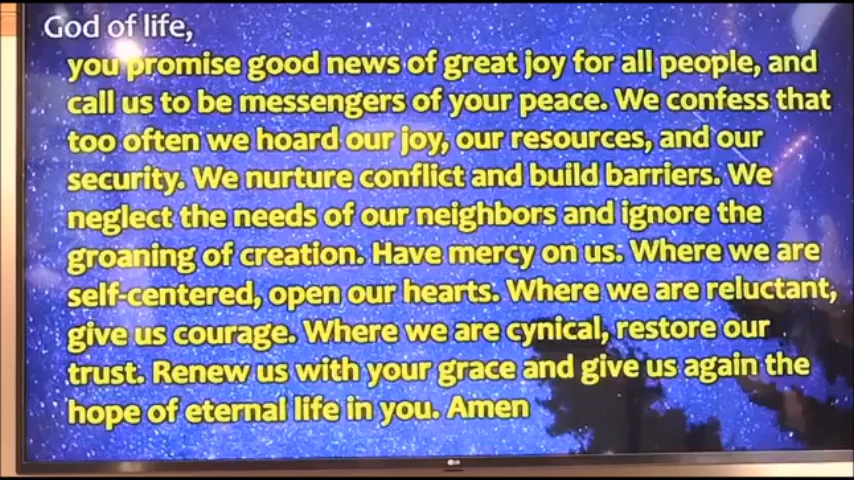 God of life,
you promise good news of great joy for all people, and
call us to be messengers of your peace. We confess that
too often we hoard our joy, our resources, and our
security. We nurture conflict and build barriers. We
neglect the needs of our neighbors and ignore the
groaning of creation. Have mercy on us. Where we are
self-centered, open our hearts. Where we are reluctant,
give us courage. Where we are cynical, restore our
trust. Renew us with your grace and give us again the
hope of eternal life in you. Amen
LG